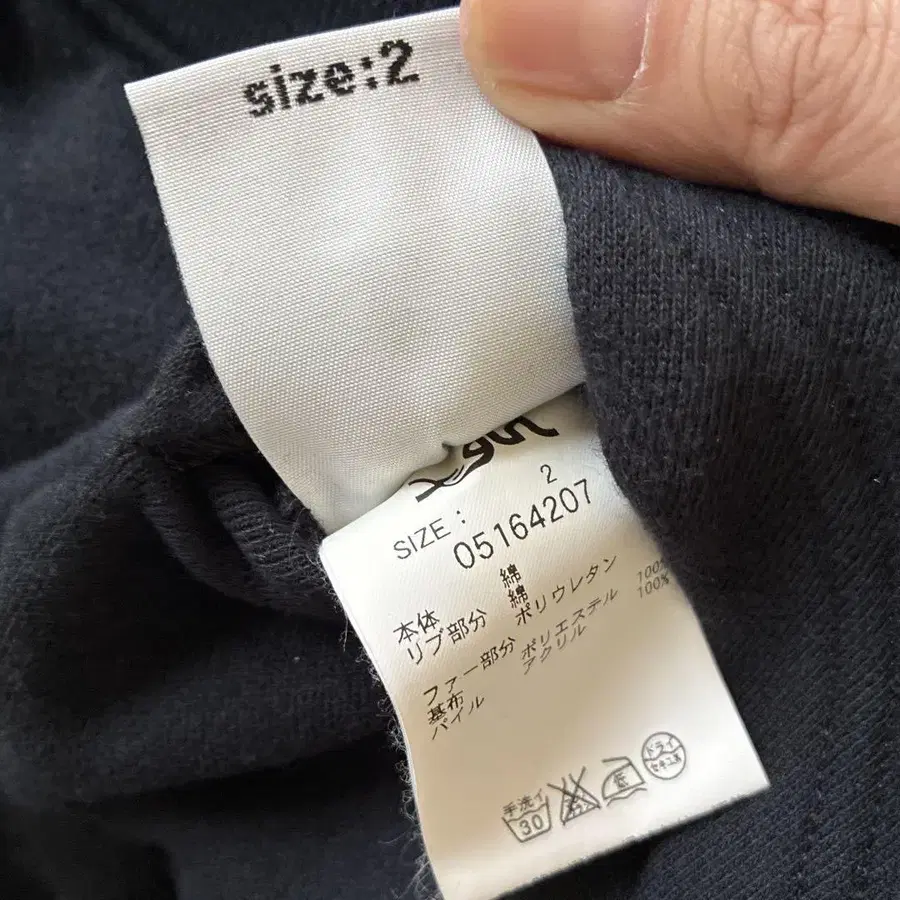 size:2
SIZE: 2
05164207
本体 綿
リブ部分 綿
ポリウレタン
ファー部分
基布 ポリエステル 100%
パイル アクリル 100%
手洗イ 30
低
ドライ セキユ系